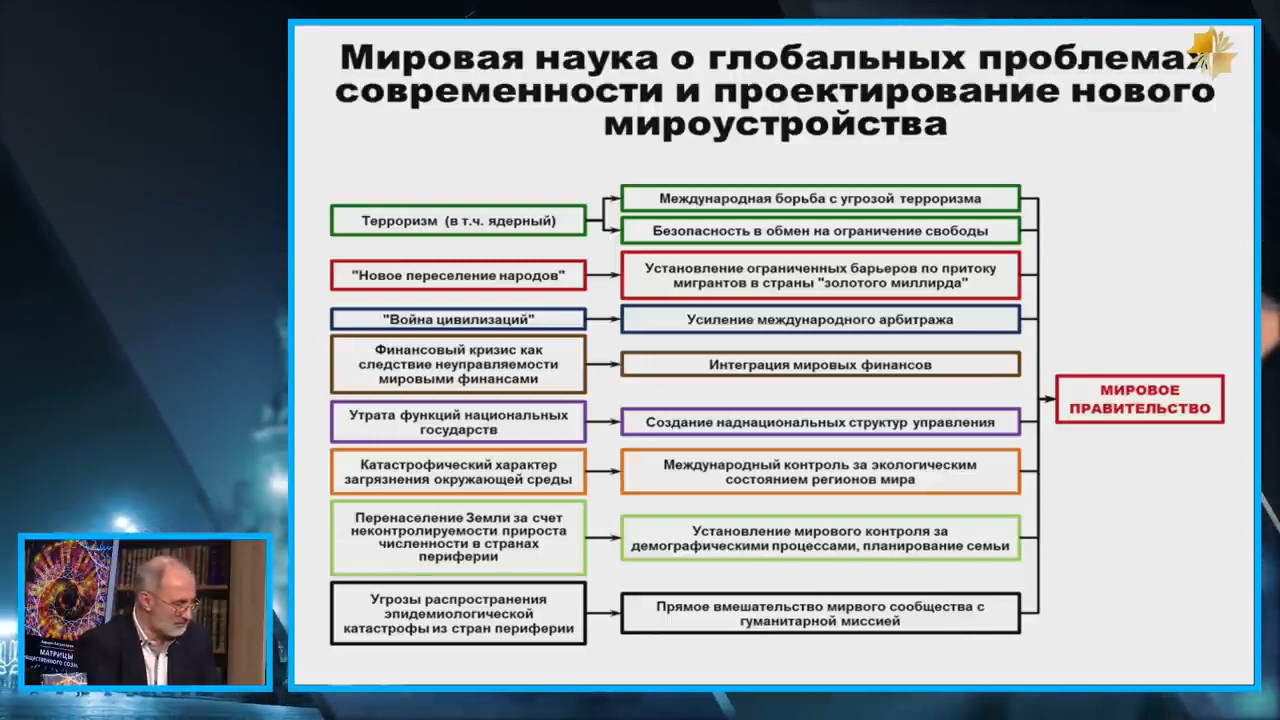 Мировая наука о глобальных проблемах
современности и проектирование нового
мироустройства
Терроризм (в т.ч. ядерный)
Международная борьба с угрозой терроризма
Безопасность в обмен на ограничение свободы
"Новое переселение народов"
Установление ограниченных барьеров по притоку
мигрантов в страны "золотого миллирда"
"Война цивилизаций"
Усиление международного арбитража
Финансовый кризис как
следствие неуправляемости
мировыми финансами
Интеграция мировых финансов
Утрата функций национальных
государств
Создание наднациональных структур управления
Катастрофический характер
загрязнения окружающей среды
Международный контроль за экологическим
состоянием регионов мира
Перенаселение Земли за счет
неконтролируемости прироста
численности в странах
периферии
Установление мирового контроля за
демографическими процессами, планирование семьи
Угрозы распространения
эпидемиологической
катастрофы из стран периферии
Прямое вмешательство мирвого сообщества с
гуманитарной миссией
МИРОВОЕ
ПРАВИТЕЛЬСТВО
МАТРИЦЫ